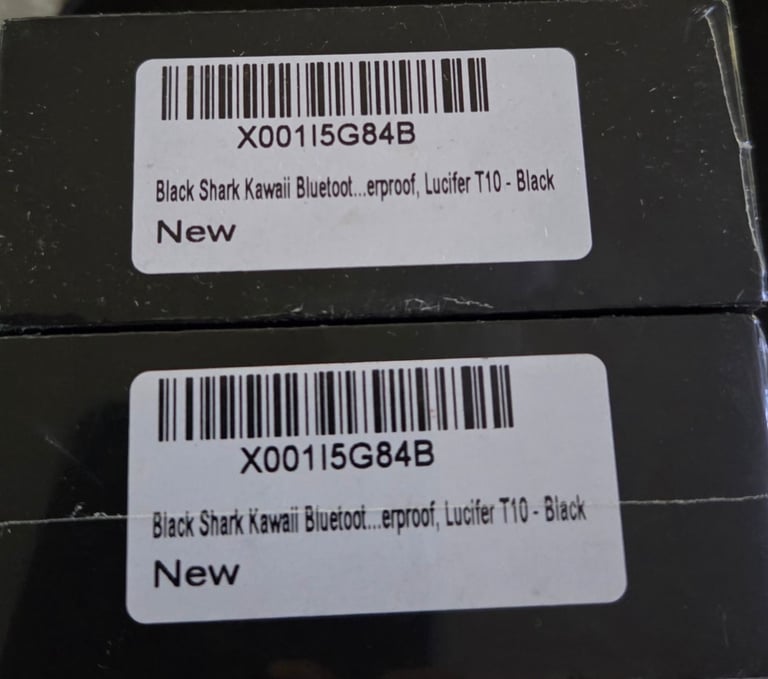 X001I5G84B
Black Shark Kawaii Bluetoot...erproof, Lucifer T10 - Black
New
X001I5G84B
Black Shark Kawaii Bluetoot...erproof, Lucifer T10 - Black
New